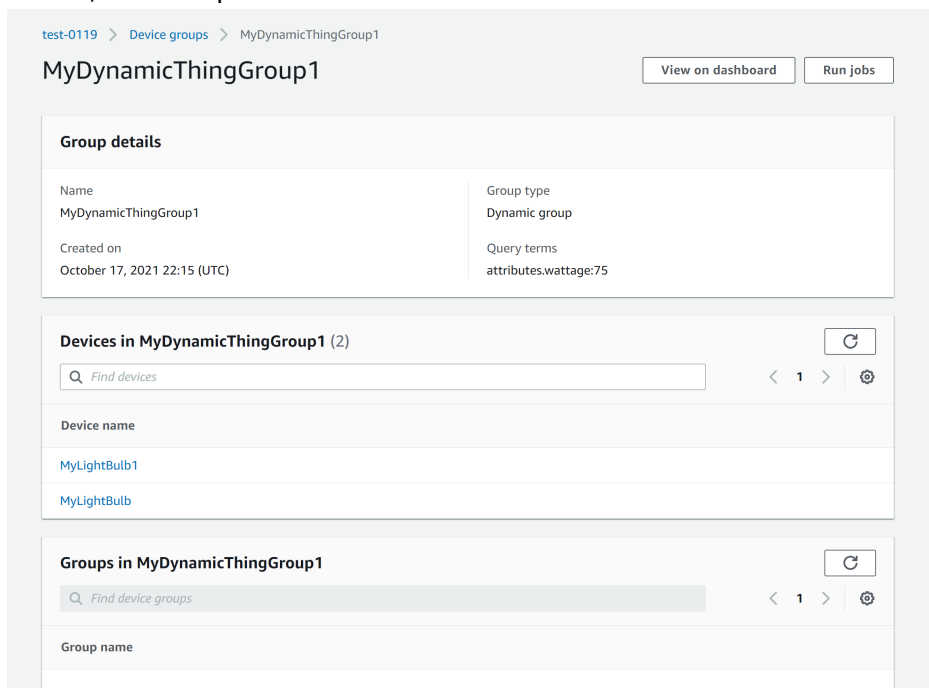 test-0119 > Device groups > MyDynamicThingGroup1
MyDynamicThingGroup1
View on dashboard
Run jobs
Group details
Name
MyDynamicThingGroup1
Group type
Dynamic group
Created on
October 17, 2021 22:15 (UTC)
Query terms
attributes.wattage:75
Devices in MyDynamicThingGroup1 (2)
Find devices
< 1 >
Device name
MyLightBulb1
MyLightBulb
Groups in MyDynamicThingGroup1
Find device groups
< 1 >
Group name